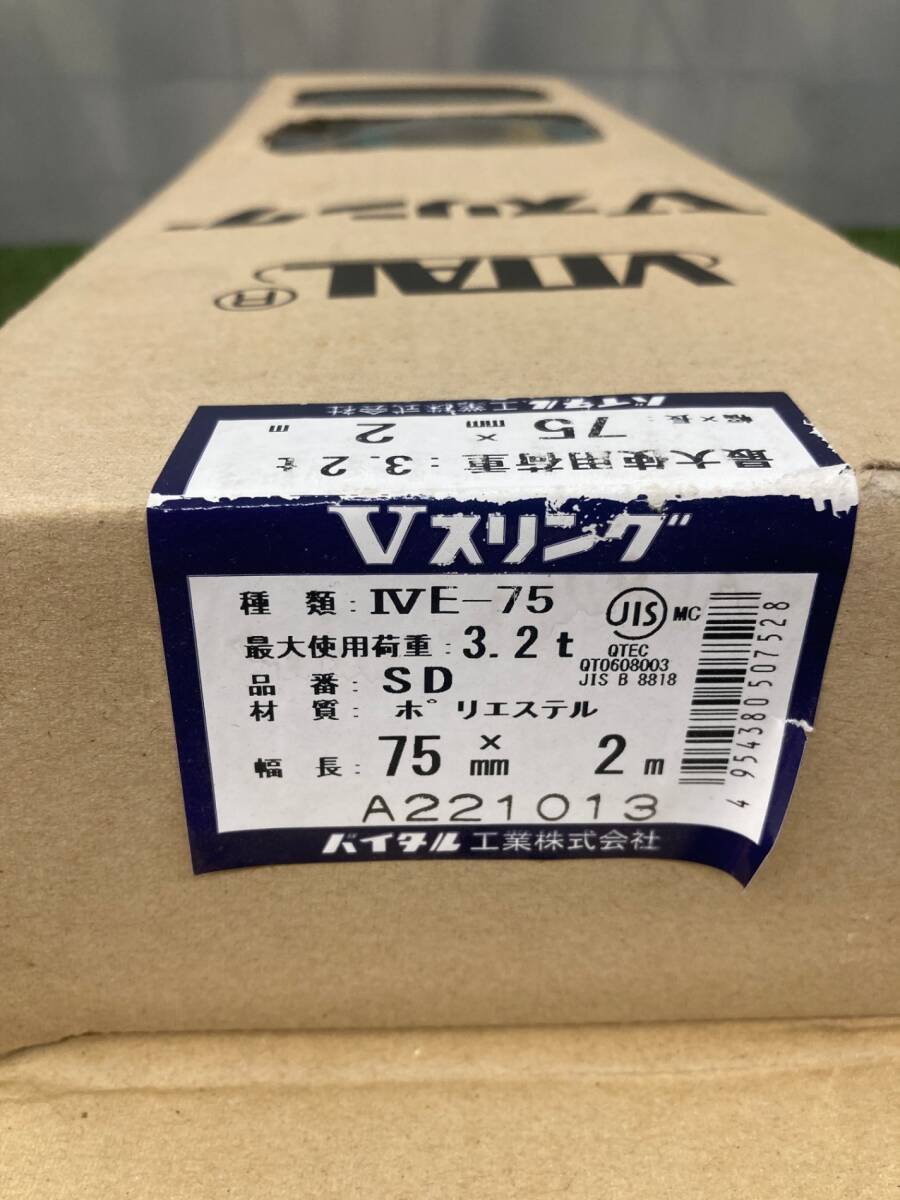 Vスリング
VITAL®
バイタル工業株式会社
幅×長: 75mm × 2m
最大使用荷重:3.2t
Vスリング
種 類: ⅣE-75
最大使用荷重: 3.2t
品 番: SD
材 質: ポリエステル
幅 長: 75mm × 2m
A221013
JIS MC
QTEC
QT0608003
JIS B 8818
4954380507528
バイタル工業株式会社